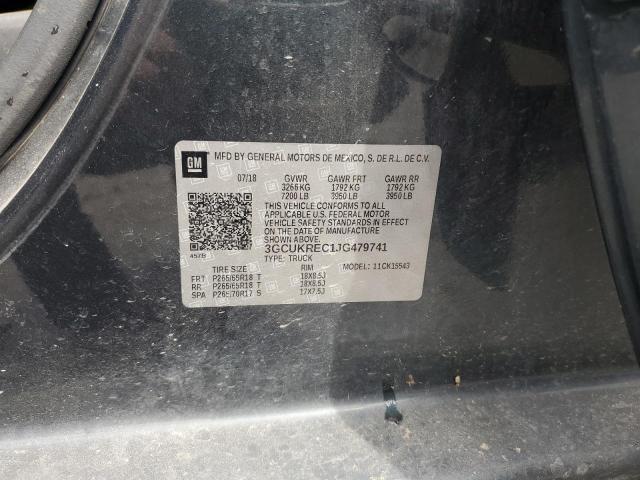 GM
MFD BY GENERAL MOTORS DE MEXICO, S. DE R.L. DE C.V.
07/18 GVWR GAWR FRT GAWR RR
3266 KG 1792 KG 1792 KG
7200 LB 3950 LB 3950 LB
THIS VEHICLE CONFORMS TO ALL
APPLICABLE U.S. FEDERAL MOTOR
VEHICLE SAFETY STANDARDS IN
EFFECT ON THE DATE OF MANUFACTURE
SHOWN ABOVE.
3GCUKREC1JG479741
TYPE: TRUCK
TIRE SIZE RIM MODEL: 11CK15543
FRT P265/65R18 T 18X8.5J
RR P265/65R18 T 18X8.5J
SPA P265/70R17 S 17X7.5J